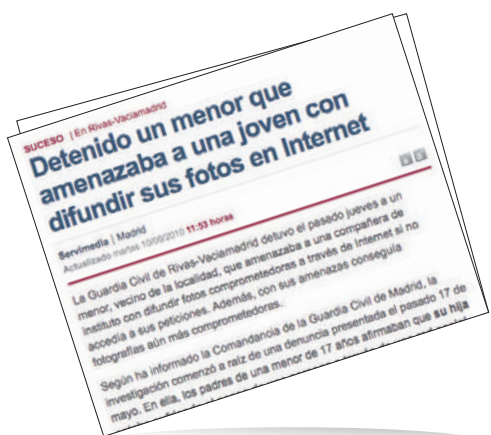 SUCESO | En Rivas-Vaciamadrid
Detenido un menor que
amenazaba a una joven con
difundir sus fotos en Internet
Servimedia | Madrid
Actualizado martes 10/08/2010 11:53 horas
La Guardia Civil de Rivas-Vaciamadrid detuvo el pasado jueves a un
menor, vecino de la localidad, que amenazaba a una compañera de
instituto con difundir fotos comprometedoras a través de Internet si no
accedía a sus peticiones. Además, con sus amenazas conseguía
fotografías aún más comprometedoras.
Según ha informado la Comandancia de la Guardia Civil de Madrid, la
investigación comenzó a raíz de una denuncia presentada el pasado 17 de
mayo. En ella, los padres de una menor de 17 años afirmaban que su hija